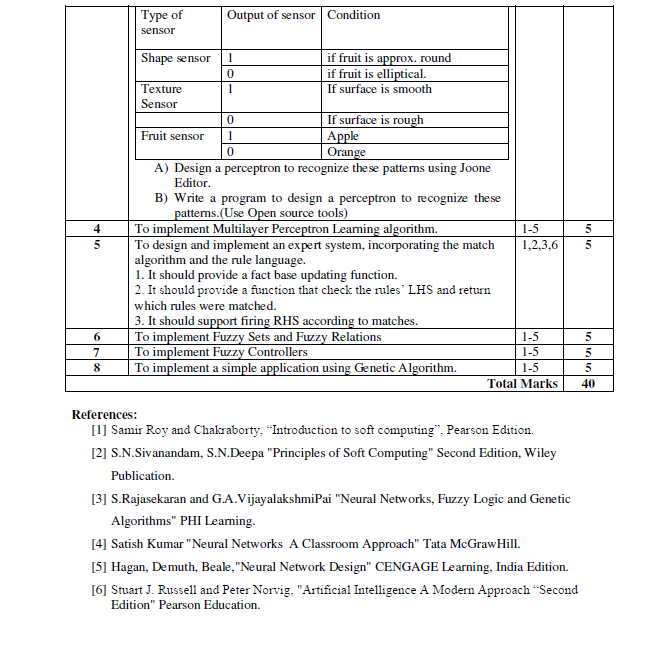 Type of Output of sensor Condition
sensor
Shape sensor 1 if fruit is approx. round
0 if fruit is elliptical.
Texture 1 If surface is smooth
Sensor
0 If surface is rough
Fruit sensor 1 Apple
0 Orange
A) Design a perceptron to recognize these patterns using Joone
Editor.
B) Write a program to design a perceptron to recognize these
patterns.(Use Open source tools)
4 To implement Multilayer Perceptron Learning algorithm. 1-5 5
5 To design and implement an expert system, incorporating the match 1,2,3,6 5
algorithm and the rule language.
1. It should provide a fact base updating function.
2. It should provide a function that check the rules’ LHS and return
which rules were matched.
3. It should support firing RHS according to matches.
6 To implement Fuzzy Sets and Fuzzy Relations 1-5 5
7 To implement Fuzzy Controllers 1-5 5
8 To implement a simple application using Genetic Algorithm. 1-5 5
Total Marks 40
References:
[1] Samir Roy and Chakraborty, “Introduction to soft computing”, Pearson Edition.
[2] S.N.Sivanandam, S.N.Deepa "Principles of Soft Computing" Second Edition, Wiley
Publication.
[3] S.Rajasekaran and G.A.VijayalakshmiPai "Neural Networks, Fuzzy Logic and Genetic
Algorithms" PHI Learning.
[4] Satish Kumar "Neural Networks A Classroom Approach" Tata McGrawHill.
[5] Hagan, Demuth, Beale,"Neural Network Design" CENGAGE Learning, India Edition.
[6] Stuart J. Russell and Peter Norvig, "Artificial Intelligence A Modern Approach “Second
Edition" Pearson Education.